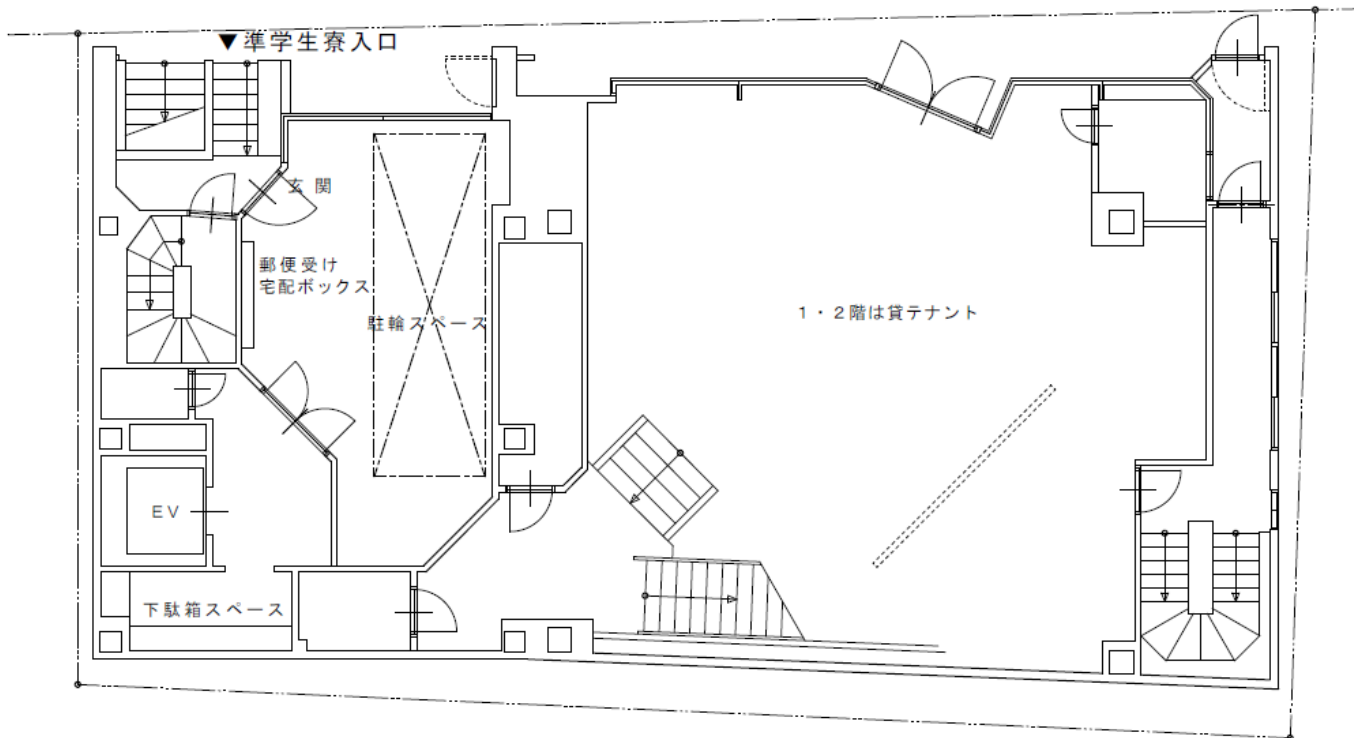 ▼準学生寮入口
玄関
郵便受け
宅配ボックス
駐輪スペース
1・2階は貸テナント
EV
下駄箱スペース